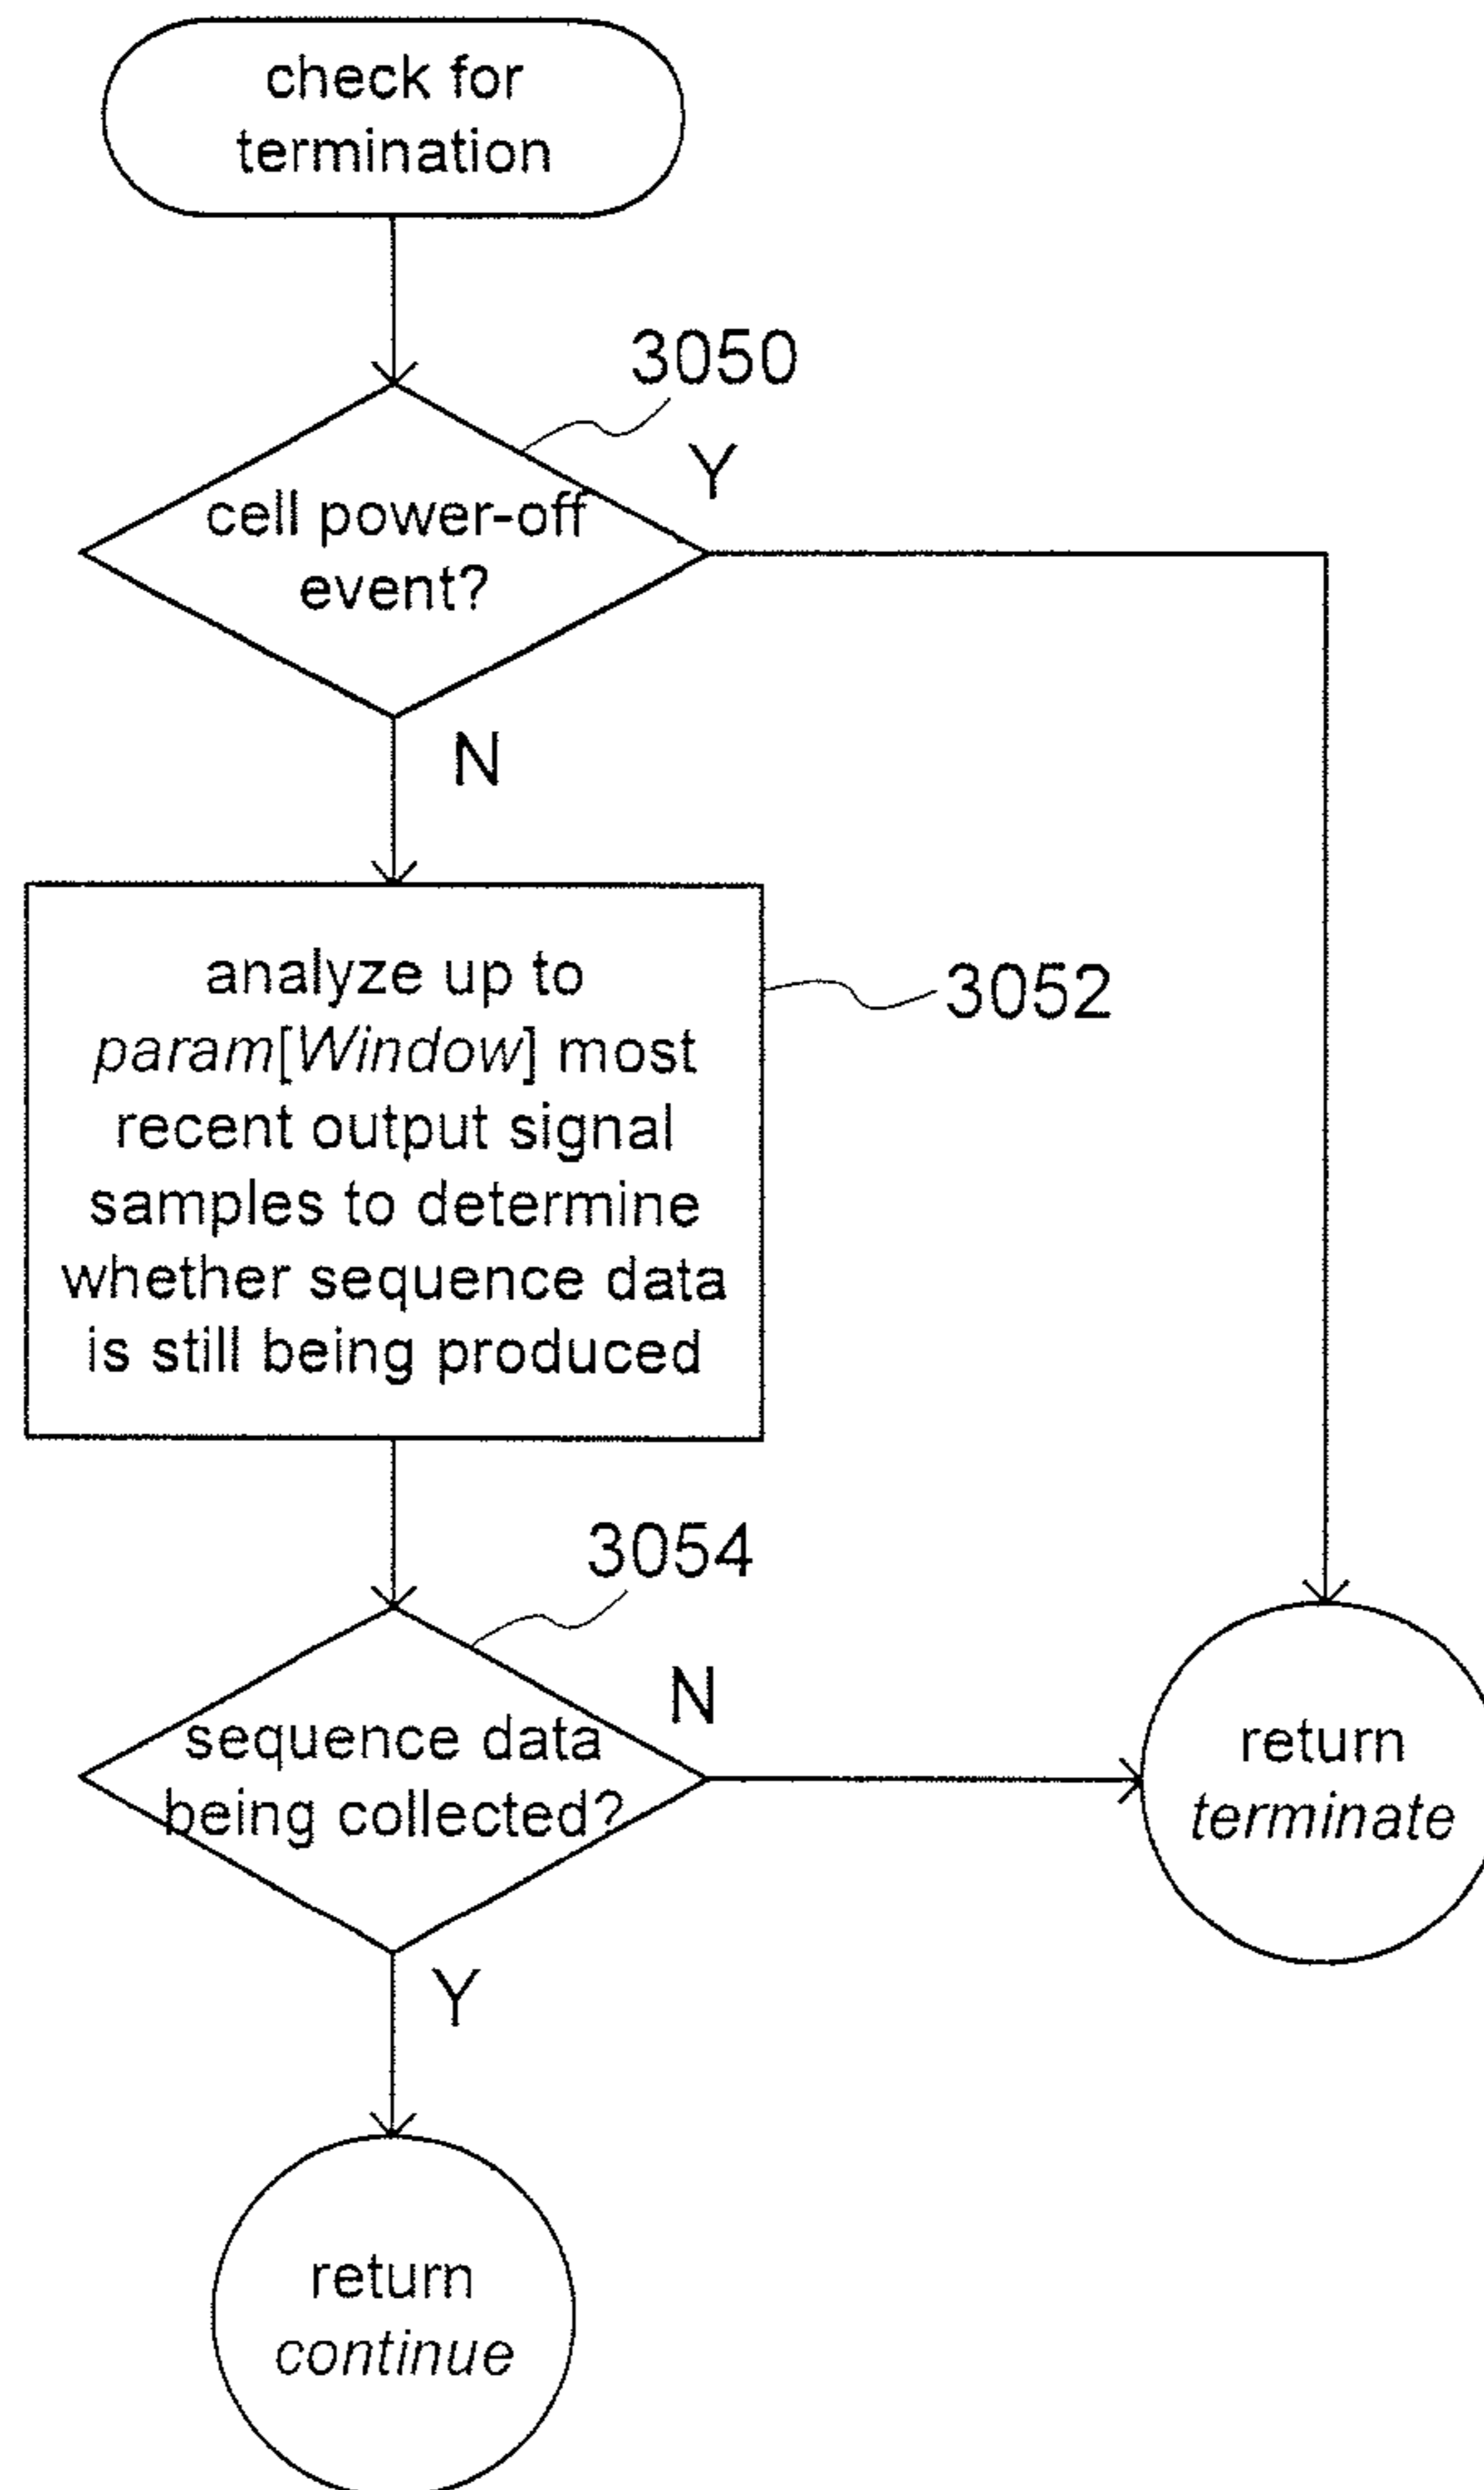 check for
termination
3050
Y
cell power-off
event?
N
analyze up to
param[Window] most
recent output signal
samples to determine
whether sequence data
is still being produced
3052
3054
N
sequence data
being collected?
return
terminate
Y
return
continue